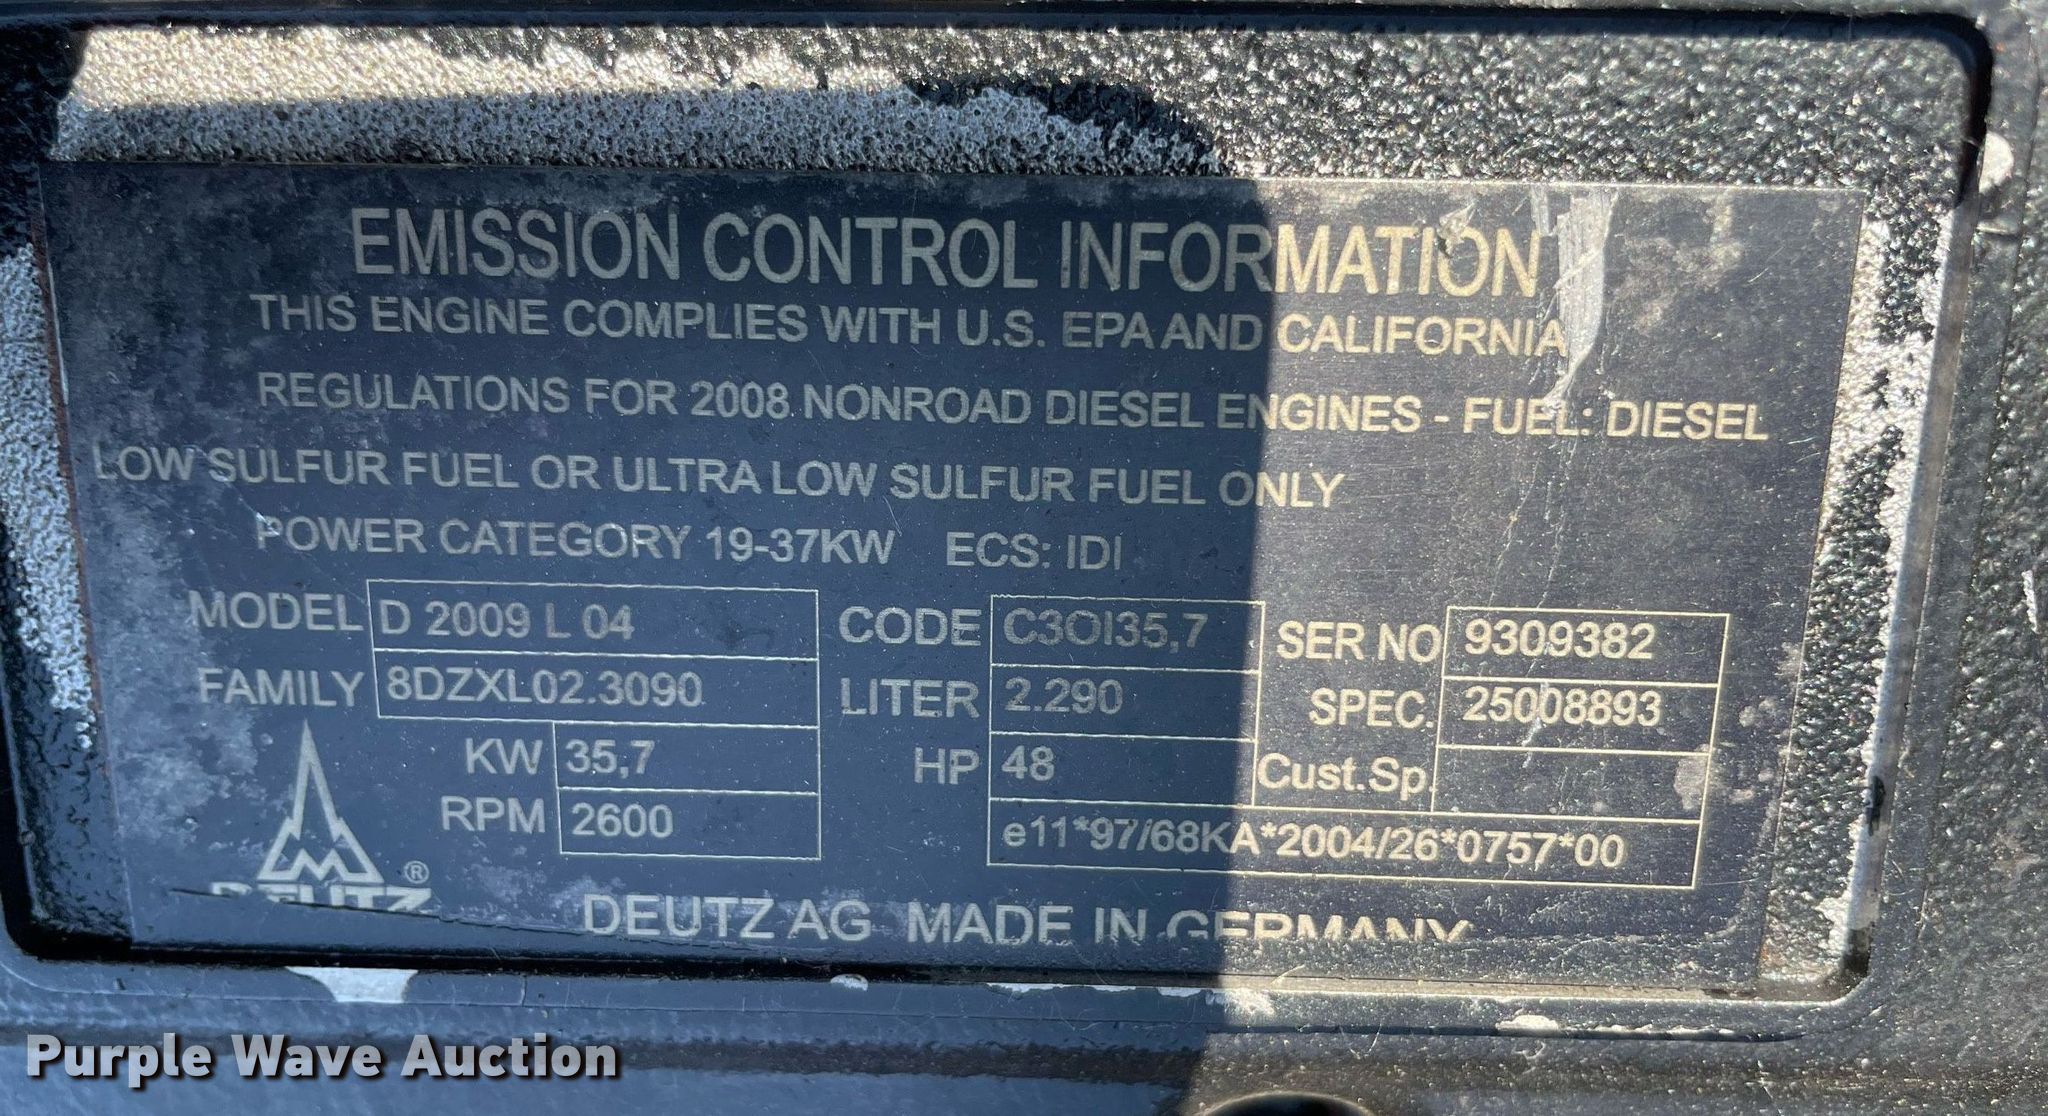 EMISSION CONTROL INFORMATION
THIS ENGINE COMPLIES WITH U.S. EPA AND CALIFORNIA
REGULATIONS FOR 2008 NONROAD DIESEL ENGINES - FUEL: DIESEL
LOW SULFUR FUEL OR ULTRA LOW SULFUR FUEL ONLY
POWER CATEGORY 19-37KW ECS: IDI
MODEL D 2009 L 04 CODE C3OI35,7 SER NO 9309382
FAMILY 8DZXL02.3090 LITER 2.290 SPEC. 25008893
KW 35,7 HP 48 Cust.Sp.
RPM 2600 e11*97/68KA*2004/26*0757*00
DEUTZ ®
DEUTZ AG MADE IN GERMANY
Purple Wave Auction